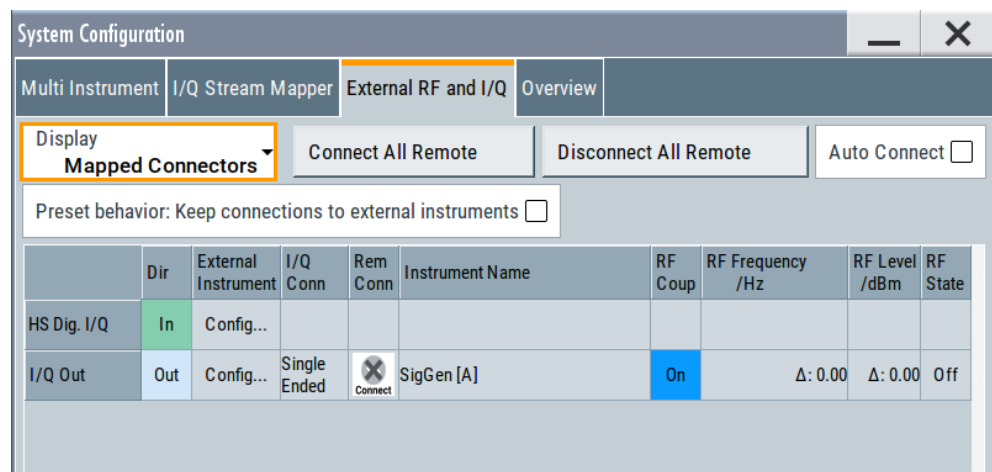 System Configuration
Multi Instrument I/Q Stream Mapper External RF and I/Q Overview
Display
Mapped Connectors Connect All Remote Disconnect All Remote Auto Connect
Preset behavior: Keep connections to external instruments
Dir External Instrument I/Q Conn Rem Conn Instrument Name RF Coup RF Frequency /Hz RF Level /dBm RF State
HS Dig. I/Q In Config...
I/Q Out Out Config... Single Ended Connect SigGen [A] On Δ: 0.00 Δ: 0.00 Off